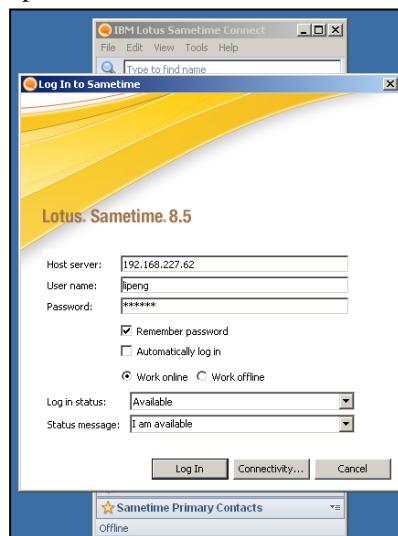 IBM Lotus Sametime Connect
File Edit View Tools Help
Type to find name
Log In to Sametime
Lotus. Sametime. 8.5
Host server: 192.168.227.62
User name: lipeng
Password: ******
Remember password
Automatically log in
Work online Work offline
Log in status: Available
Status message: I am available
Log In Connectivity... Cancel
Sametime Primary Contacts
Offline